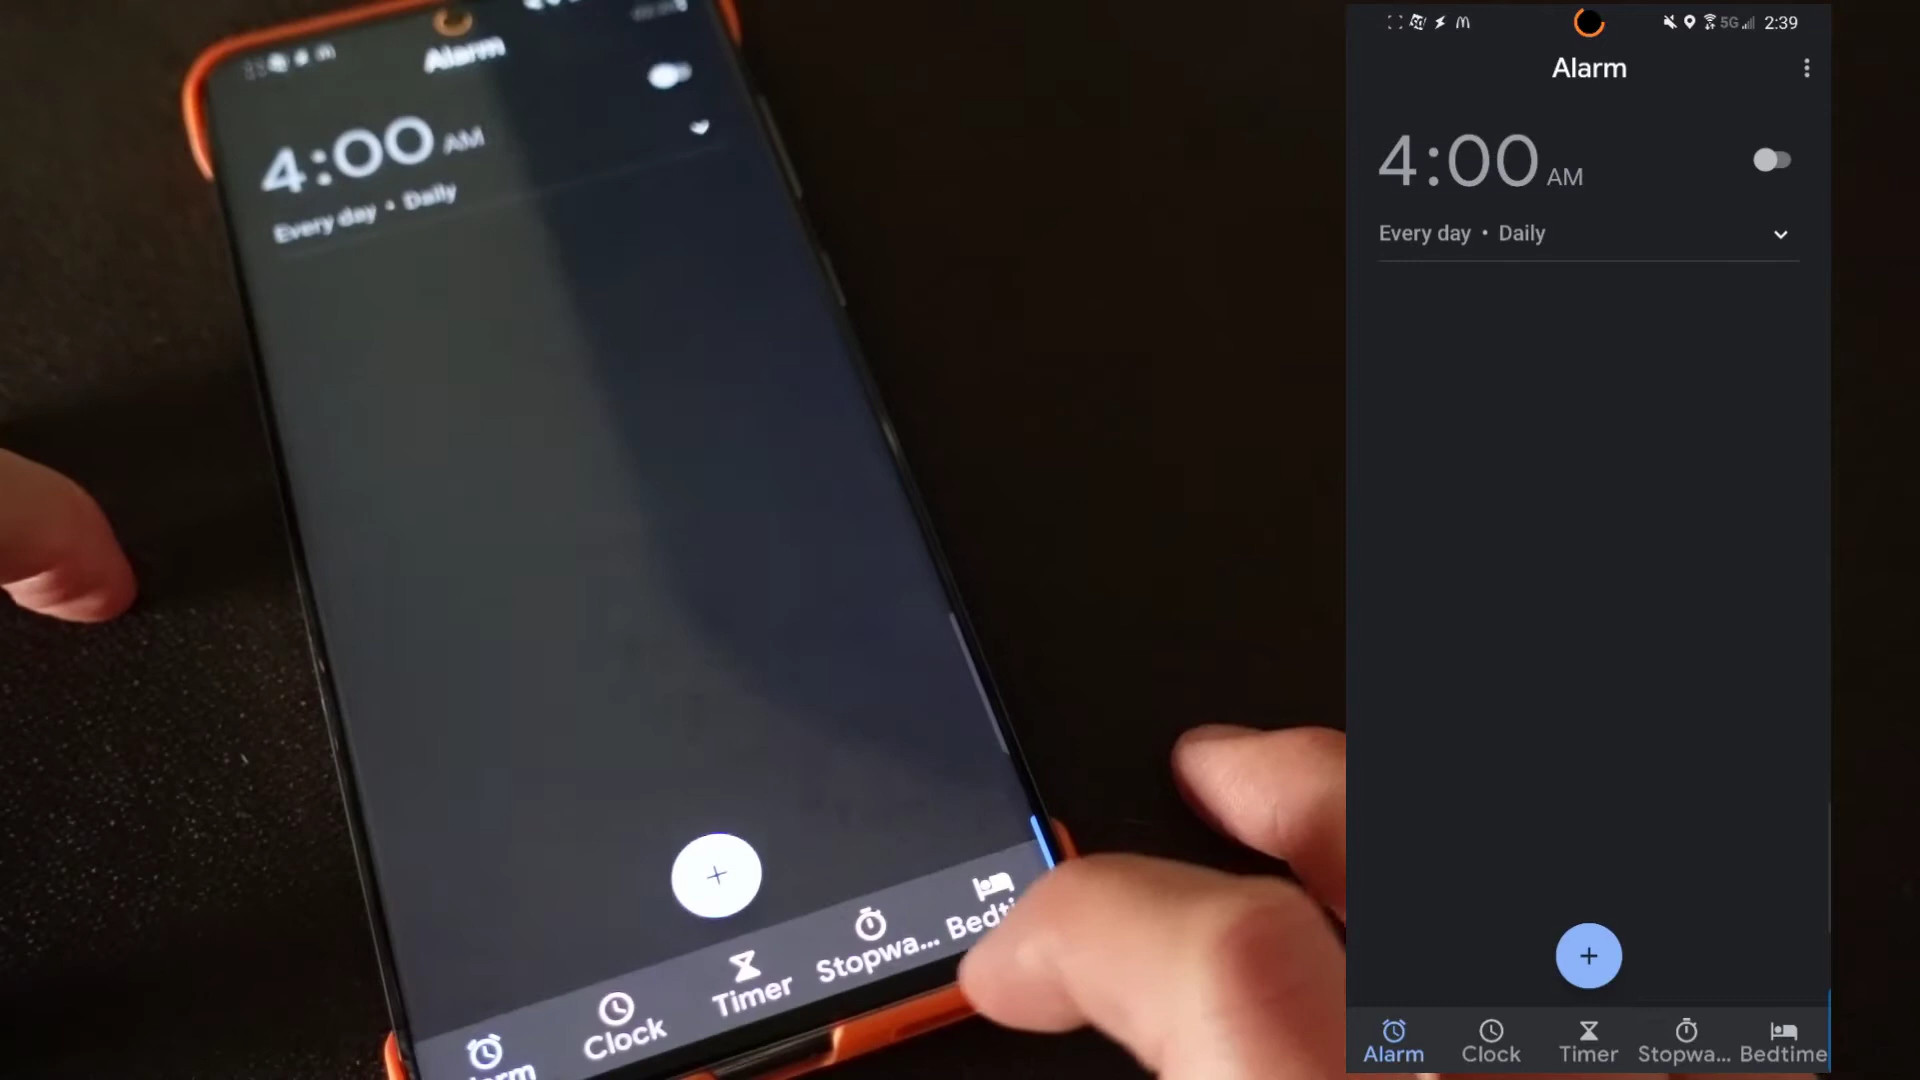 Alarm
4:00 AM
Every day • Daily
Timer
Stopwa...
Clock
5G 2:39
Alarm
4:00 AM
Every day • Daily
Alarm Clock Timer Stopwa... Bedtime